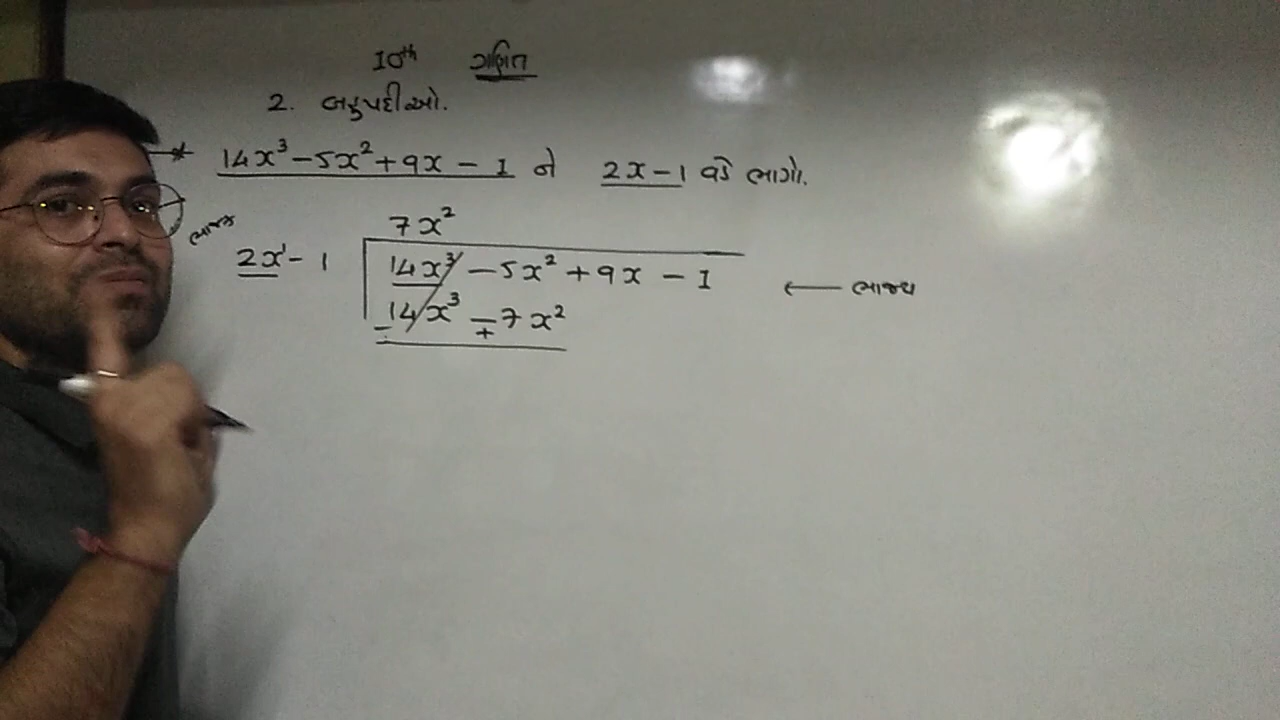 10th ગણિત
2. બહુપદીઓ.
→ 14x³ – 5x² + 9x – 1 ને 2x – 1 વડે ભાગો.
7x²
ભાજક
2x¹ – 1 14x³ – 5x² + 9x – 1 ← ભાજ્ય
14x³ – 7x²
– +